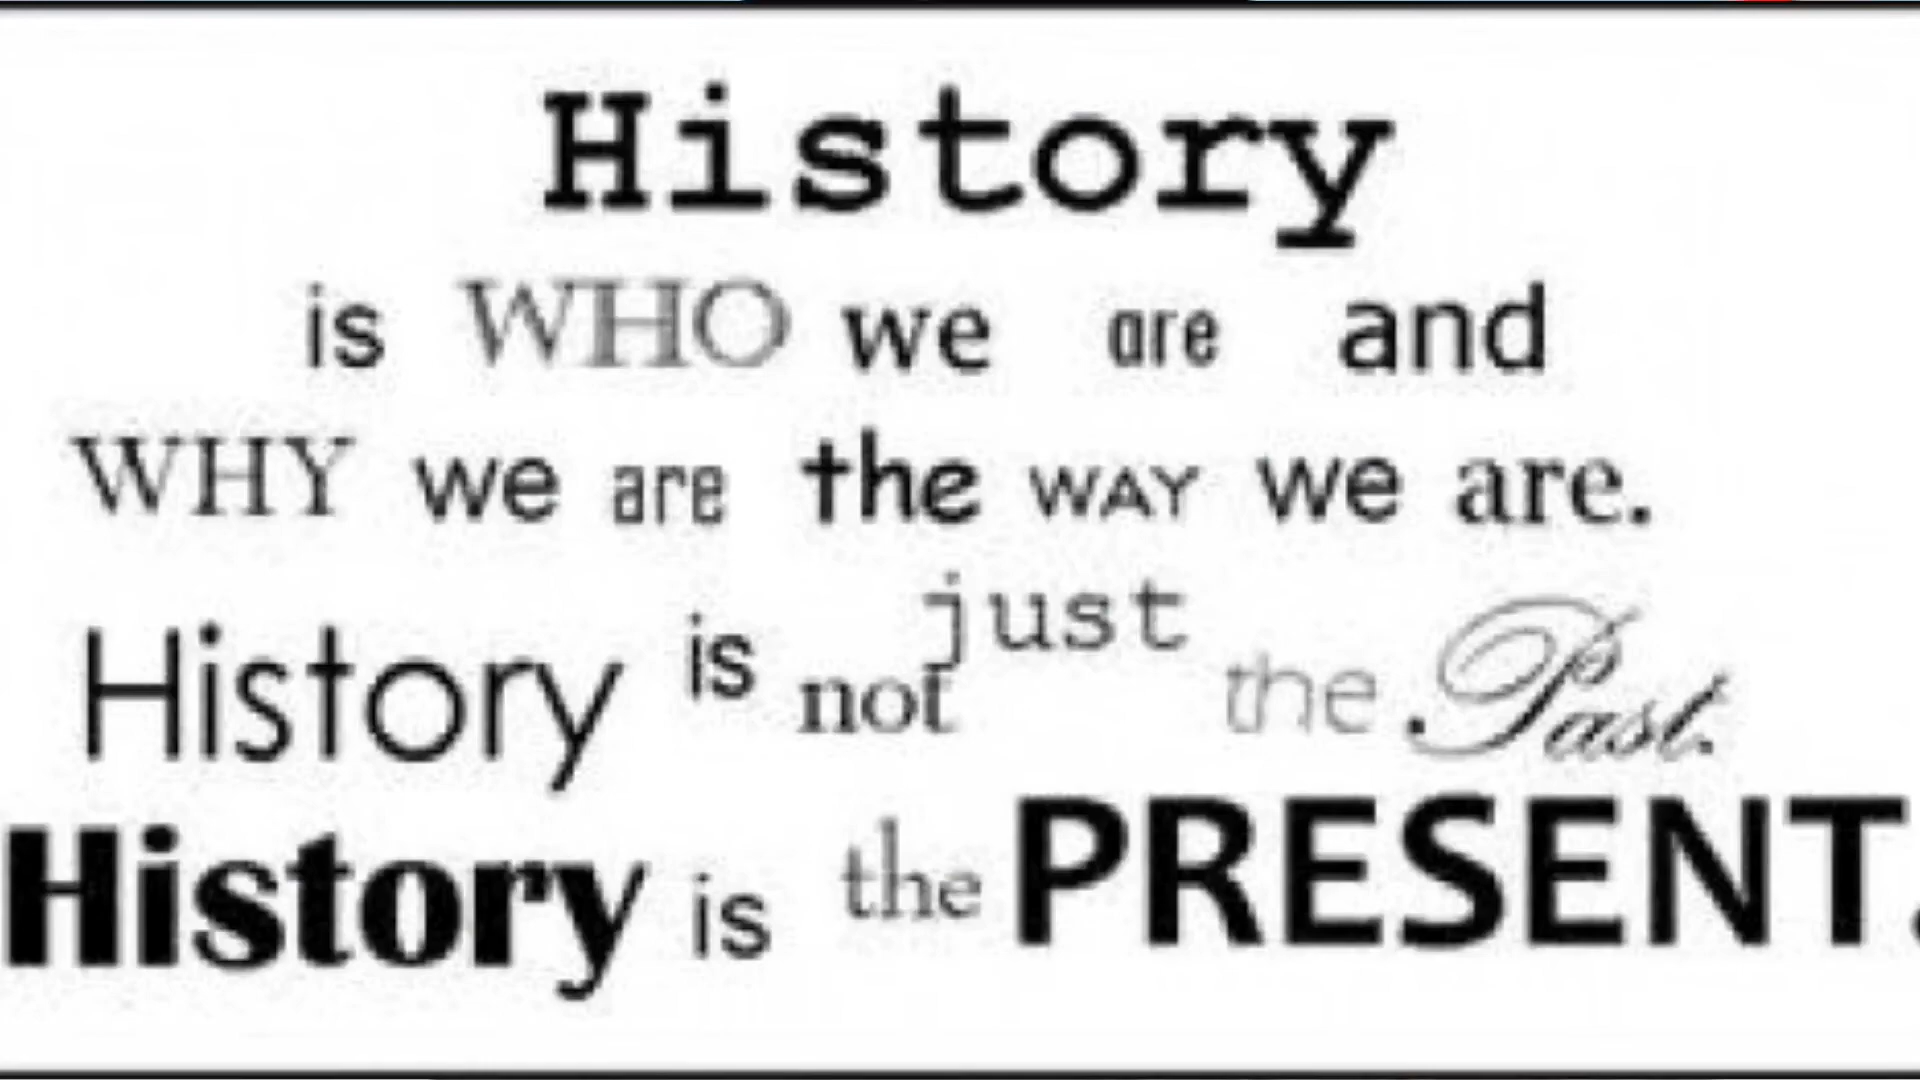 History
is WHO we are and
WHY we are the WAY we are.
History is not just the Past.
History is the PRESENT.